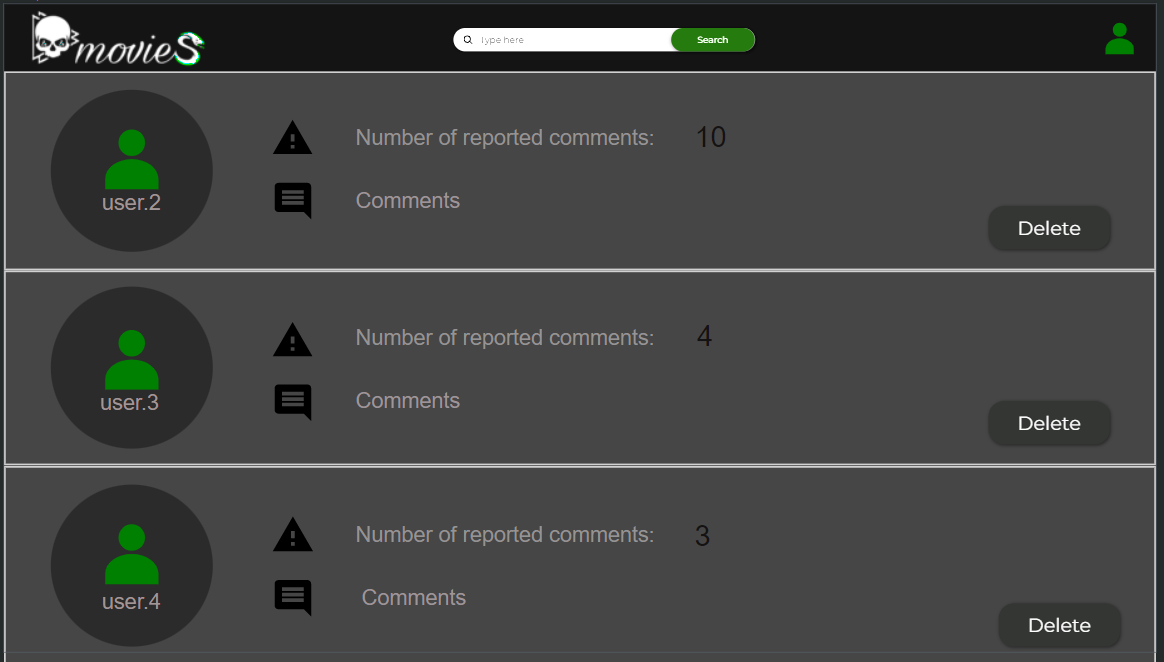 movieS
Type here
Search
Number of reported comments: 10
user.2
Comments
Delete
Number of reported comments: 4
user.3
Comments
Delete
Number of reported comments: 3
user.4
Comments
Delete